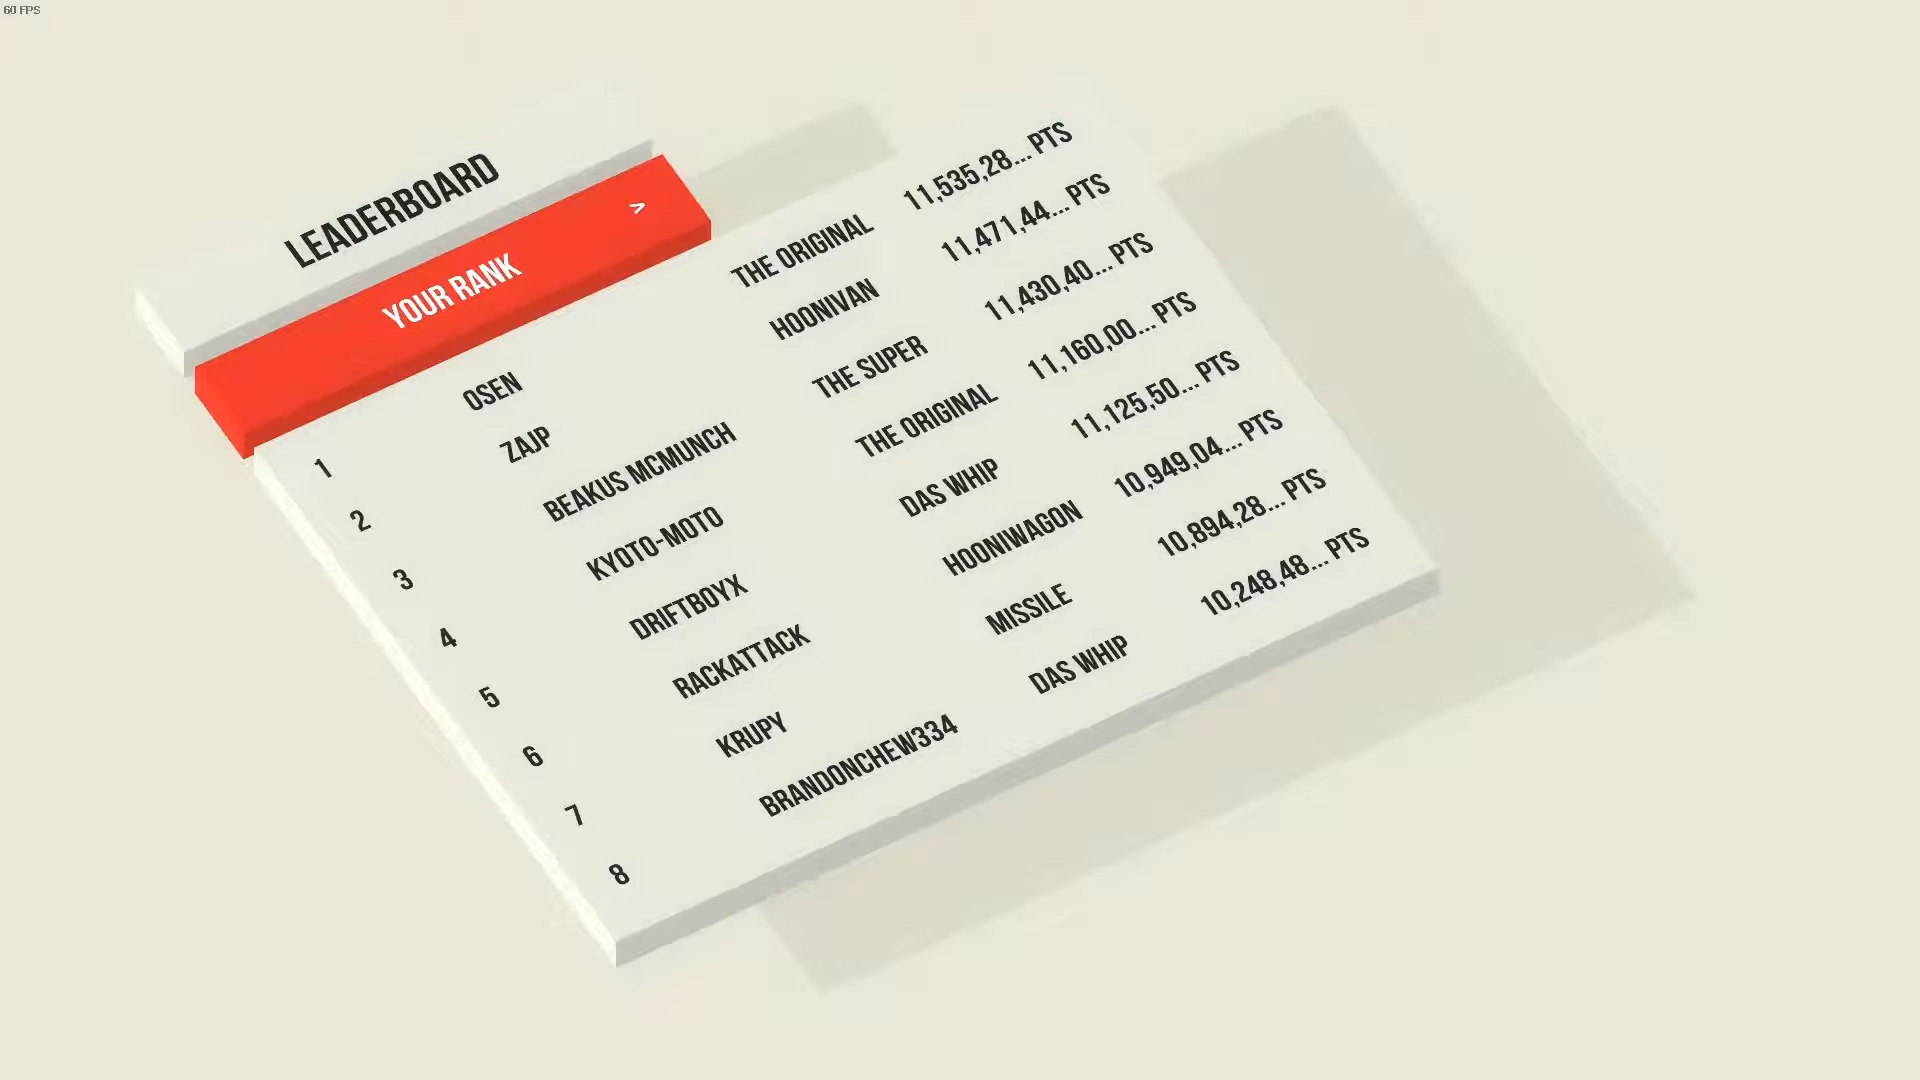 60 FPS
LEADERBOARD
YOUR RANK >
1 OSEN THE ORIGINAL 11,535,28... PTS
2 ZAJP HOONIVAN 11,471,44... PTS
3 BEAKUS MCMUNCH THE SUPER 11,430,40... PTS
4 KYOTO-MOTO THE ORIGINAL 11,160,00... PTS
5 DRIFTBOYX DAS WHIP 11,125,50... PTS
6 RACKATTACK HOONIWAGON 10,949,04... PTS
7 KRUPY MISSILE 10,894,28... PTS
8 BRANDONCHEW334 DAS WHIP 10,248,48... PTS